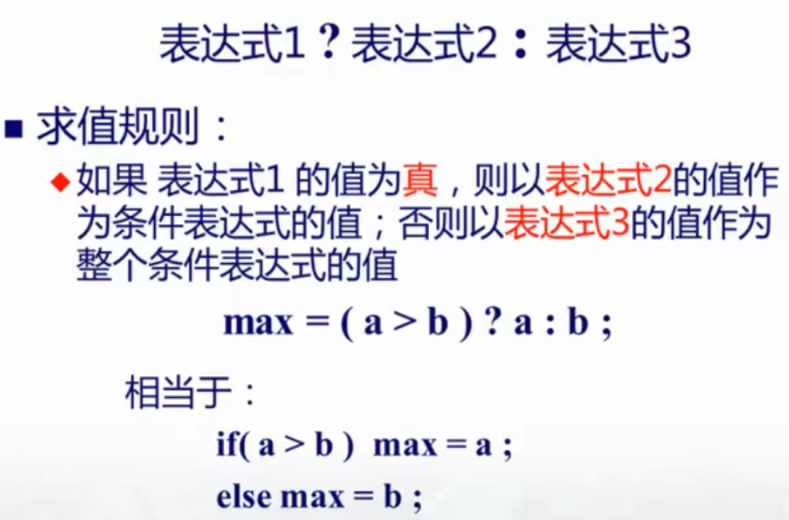 表达式1 ? 表达式2 : 表达式3
求值规则：
如果 表达式1 的值为真，则以表达式2的值作
为条件表达式的值；否则以表达式3的值作为
整个条件表达式的值
max = ( a > b ) ? a : b ;
相当于：
if( a > b ) max = a ;
else max = b ;